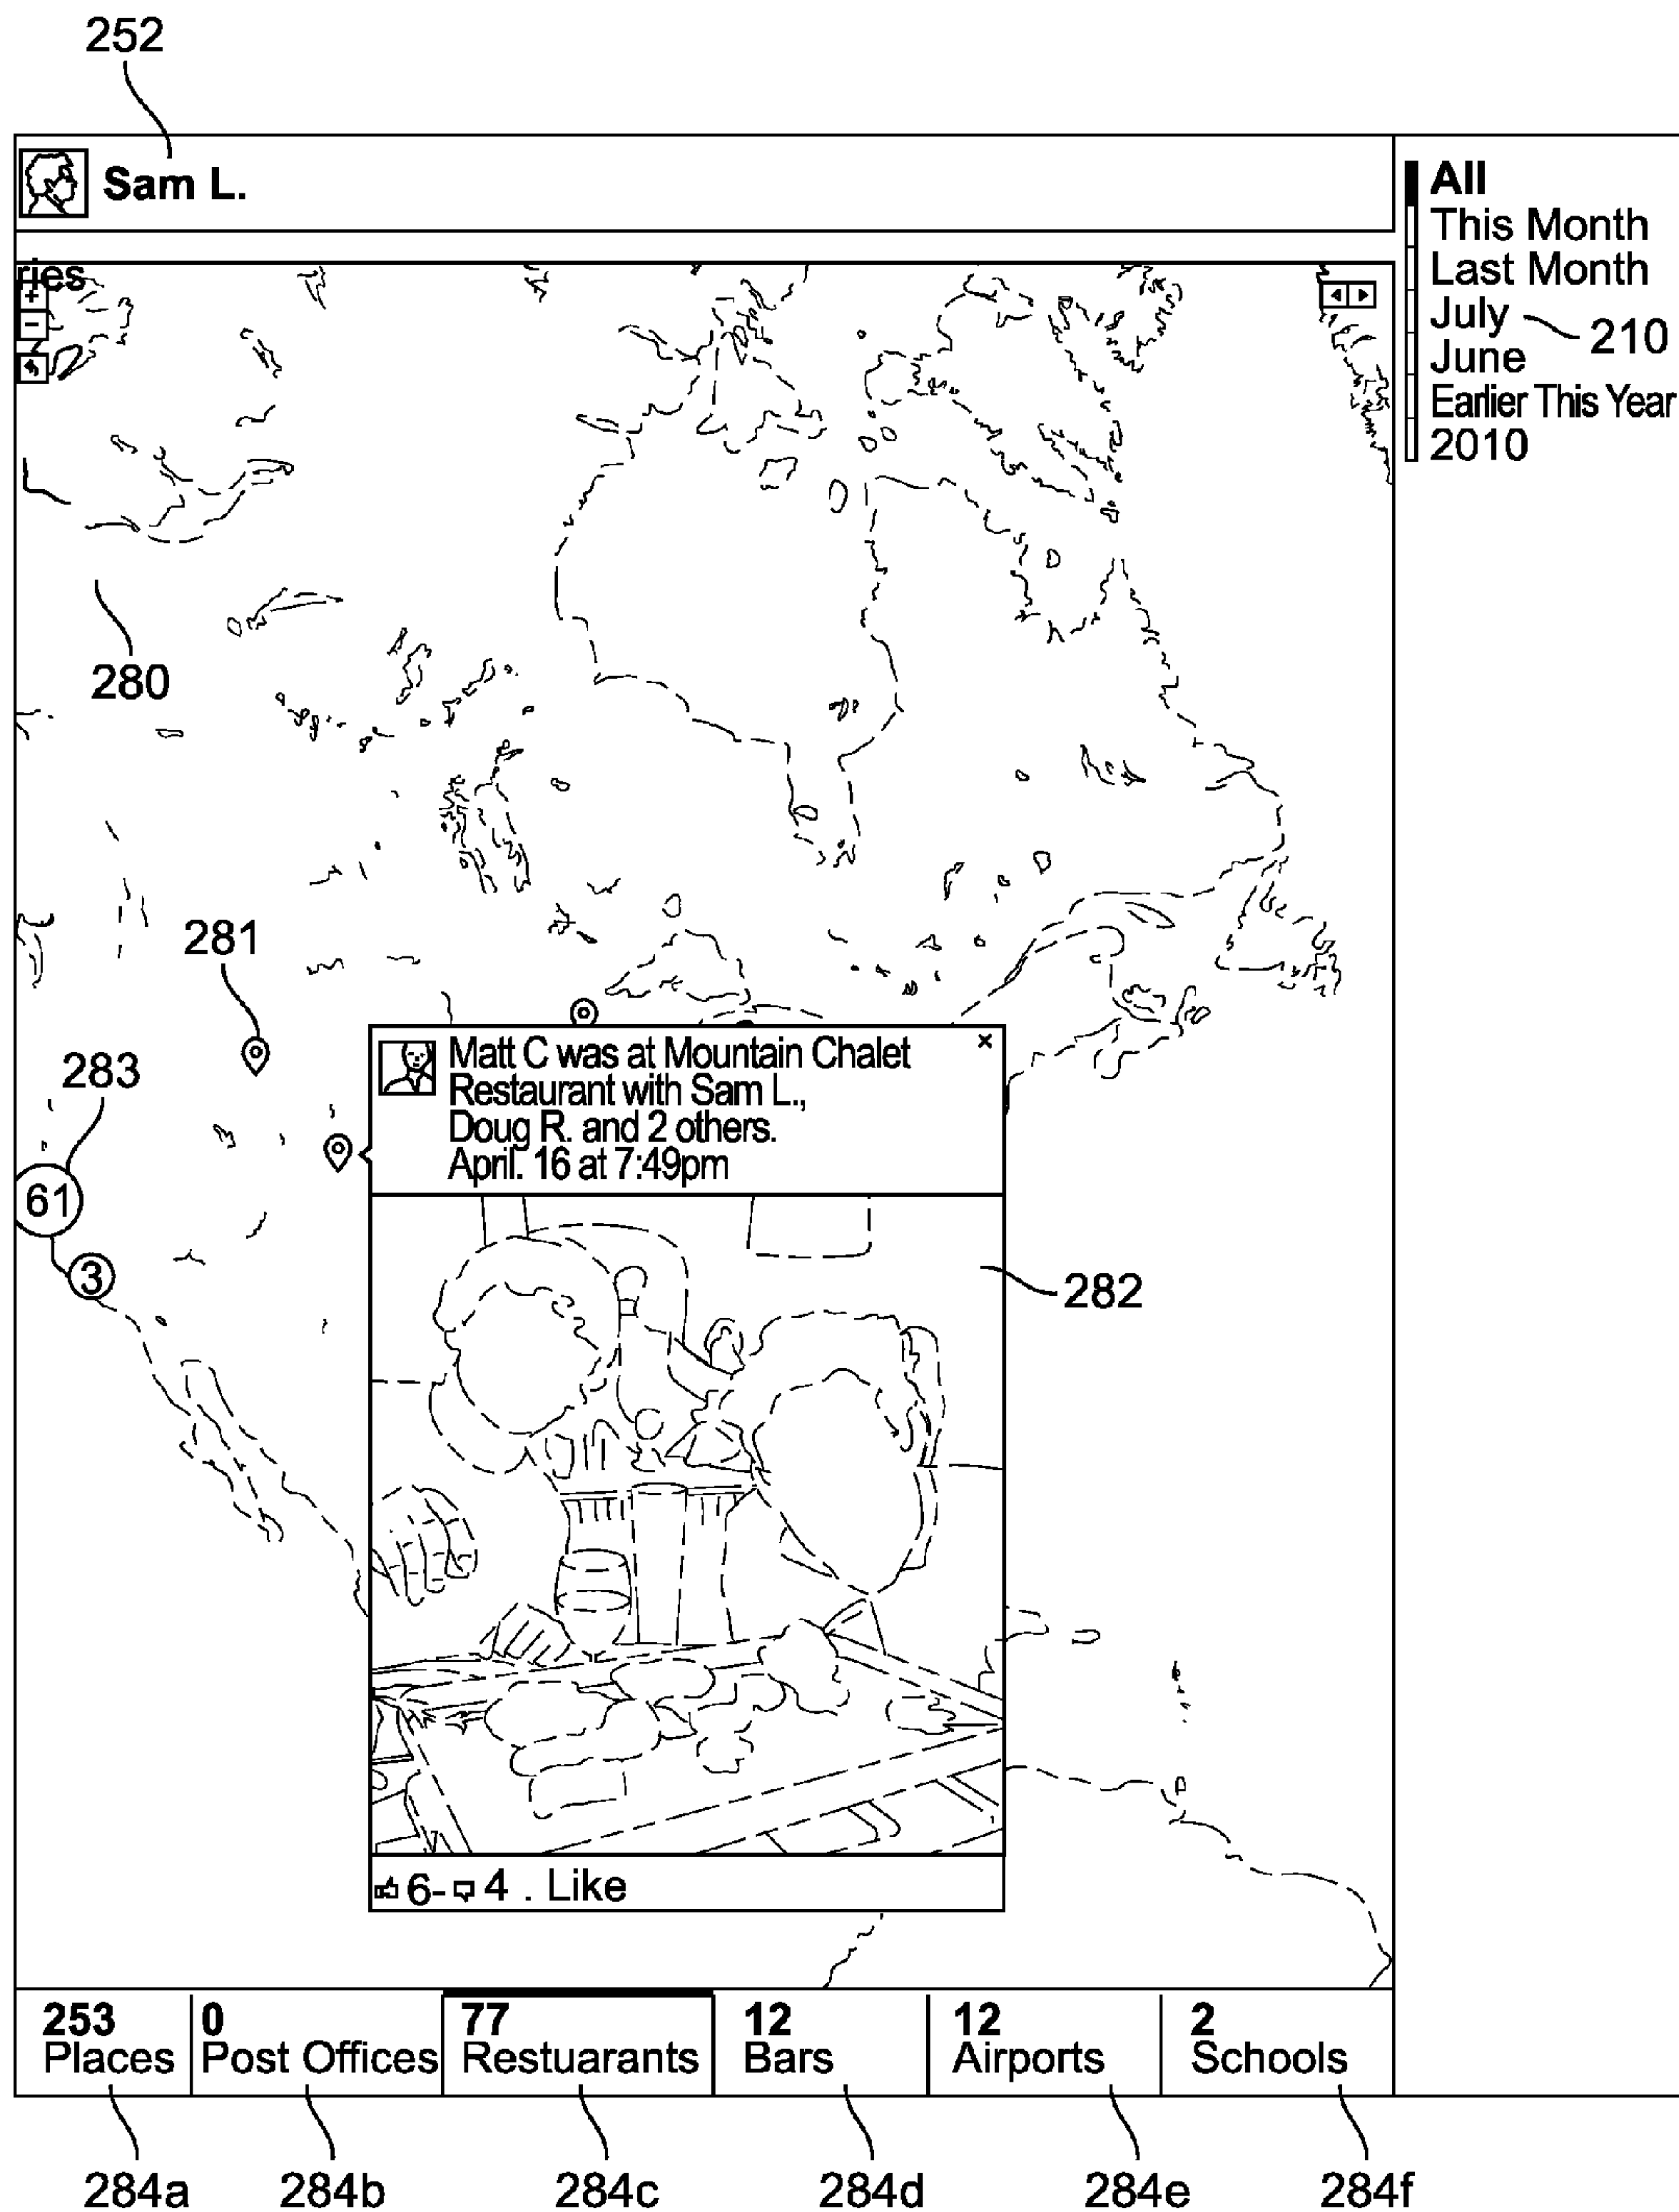 252
Sam L.
All
This Month
Last Month
July
210
June
Earlier This Year
2010
ries
+
-
280
281
283
61
3
Matt C was at Mountain Chalet
Restaurant with Sam L.,
Doug R. and 2 others.
April. 16 at 7:49pm
×
282
6- 4 . Like
253
Places
0
Post Offices
77
Restuarants
12
Bars
12
Airports
2
Schools
284a
284b
284c
284d
284e
284f